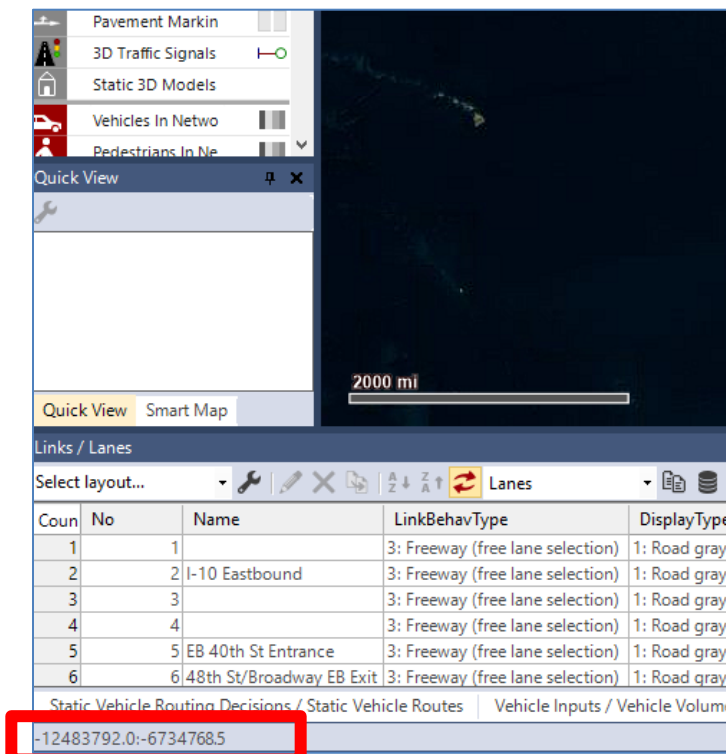 Pavement Markin
3D Traffic Signals
Static 3D Models
Vehicles In Netwo
Pedestrians In Ne
Quick View
2000 mi
Quick View Smart Map
Links / Lanes
Select layout... Lanes
Coun No Name LinkBehavType DisplayType
1 1 3: Freeway (free lane selection) 1: Road gray
2 2 I-10 Eastbound 3: Freeway (free lane selection) 1: Road gray
3 3 3: Freeway (free lane selection) 1: Road gray
4 4 3: Freeway (free lane selection) 1: Road gray
5 5 EB 40th St Entrance 3: Freeway (free lane selection) 1: Road gray
6 6 48th St/Broadway EB Exit 3: Freeway (free lane selection) 1: Road gray
Static Vehicle Routing Decisions / Static Vehicle Routes Vehicle Inputs / Vehicle Volum
-12483792.0:-6734768.5